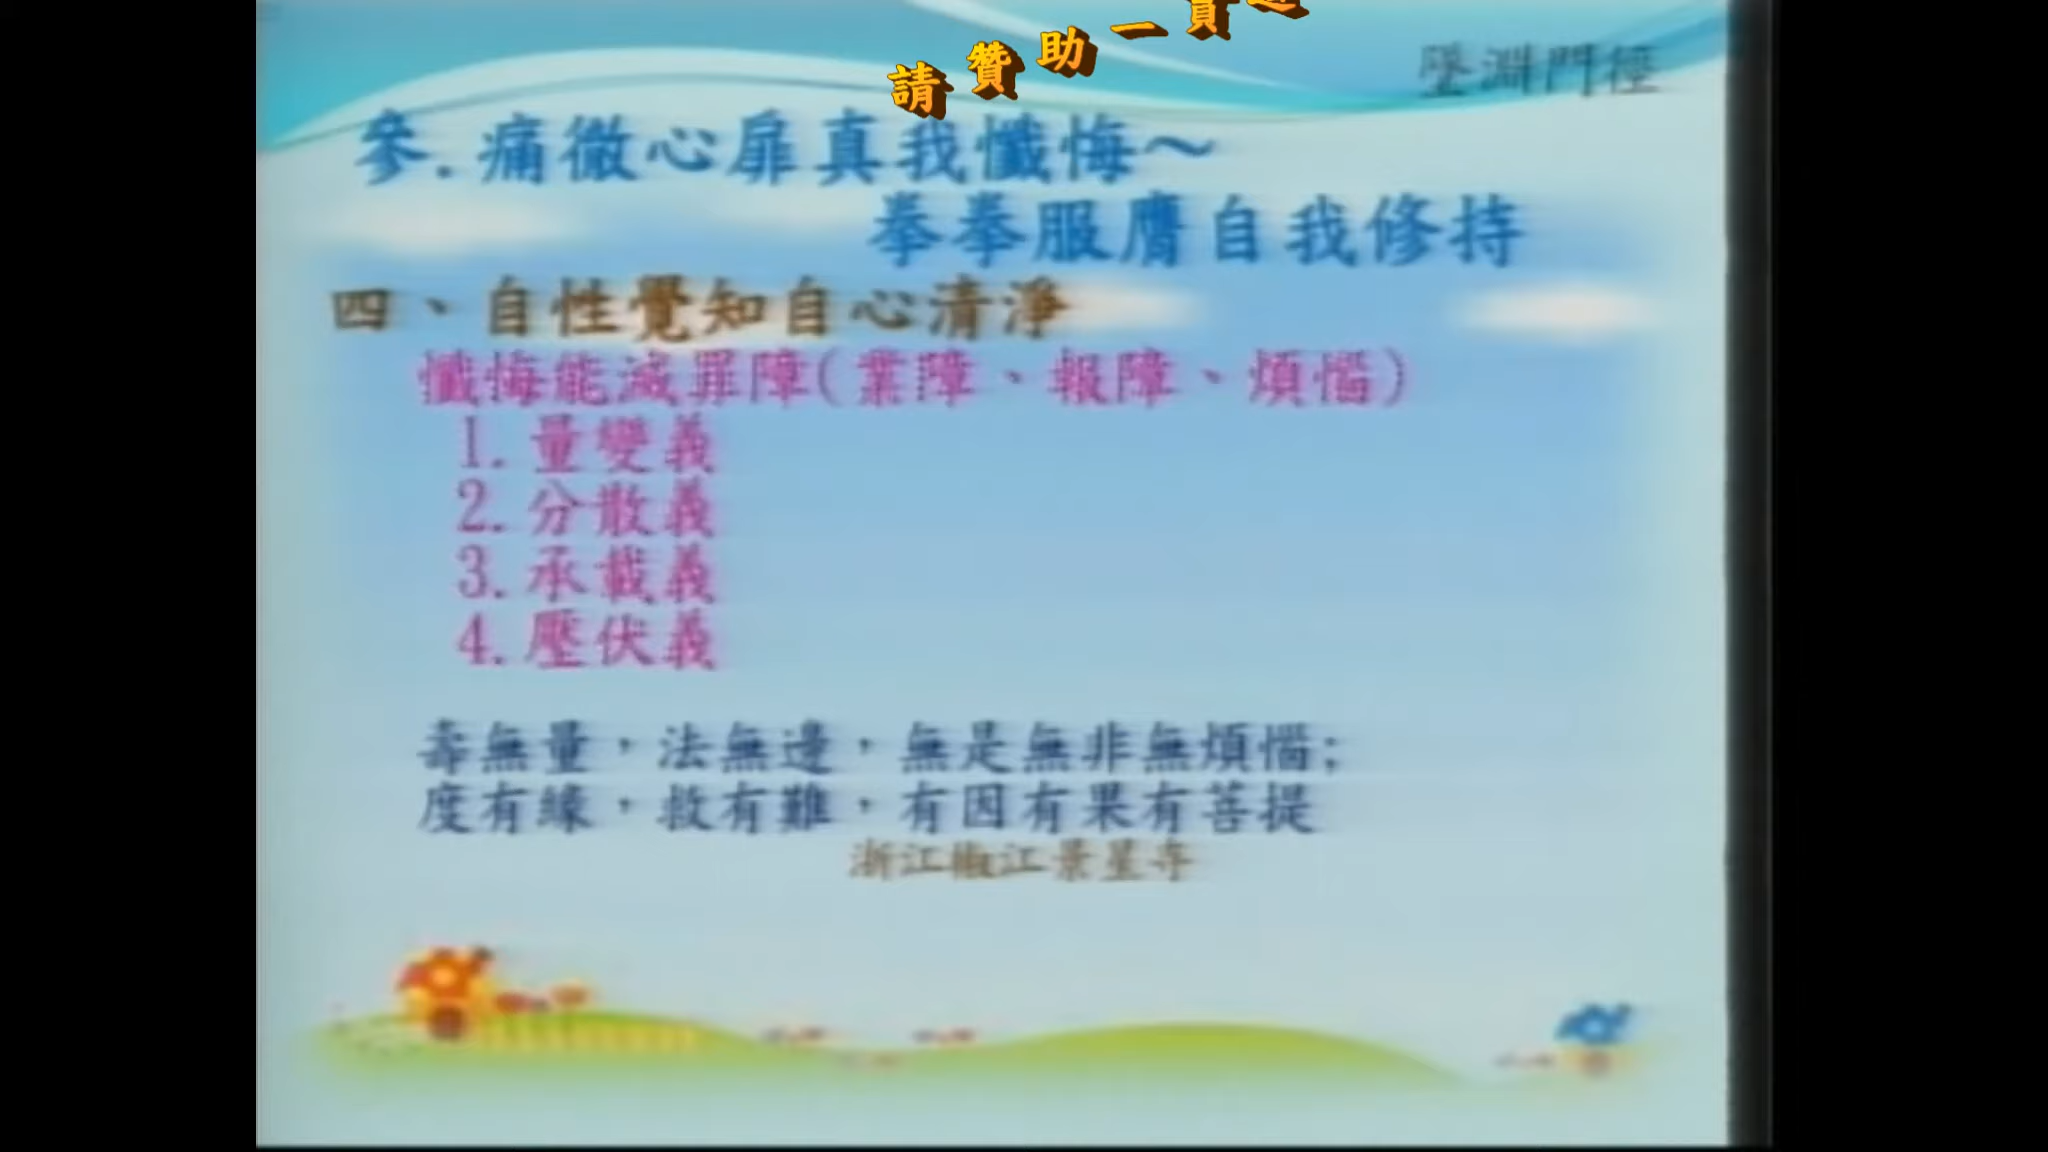 請贊助一貫道
墜淵門徑
參.痛徹心扉真我懺悔~
拳拳服膺自我修持
四、自性覺知自心清淨
懺悔能滅罪障(業障、報障、煩惱)
1.量變義
2.分散義
3.承載義
4.壓伏義
壽無量,法無邊,無是無非無煩惱;
度有緣,救有難,有因有果有菩提
浙江椒江景星寺